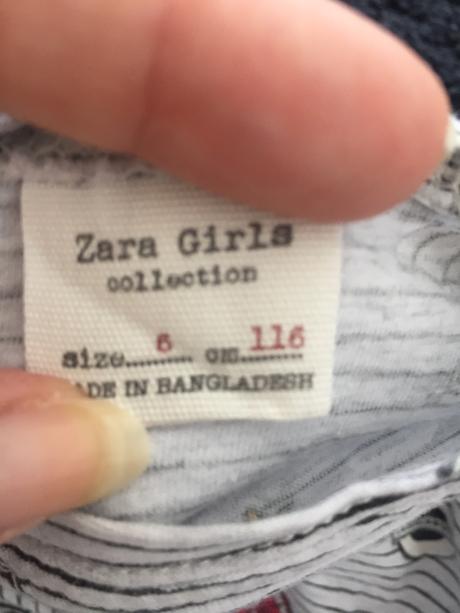 Zara Girls
collection
size......6.... cm...116.....
ADE IN BANGLADESH